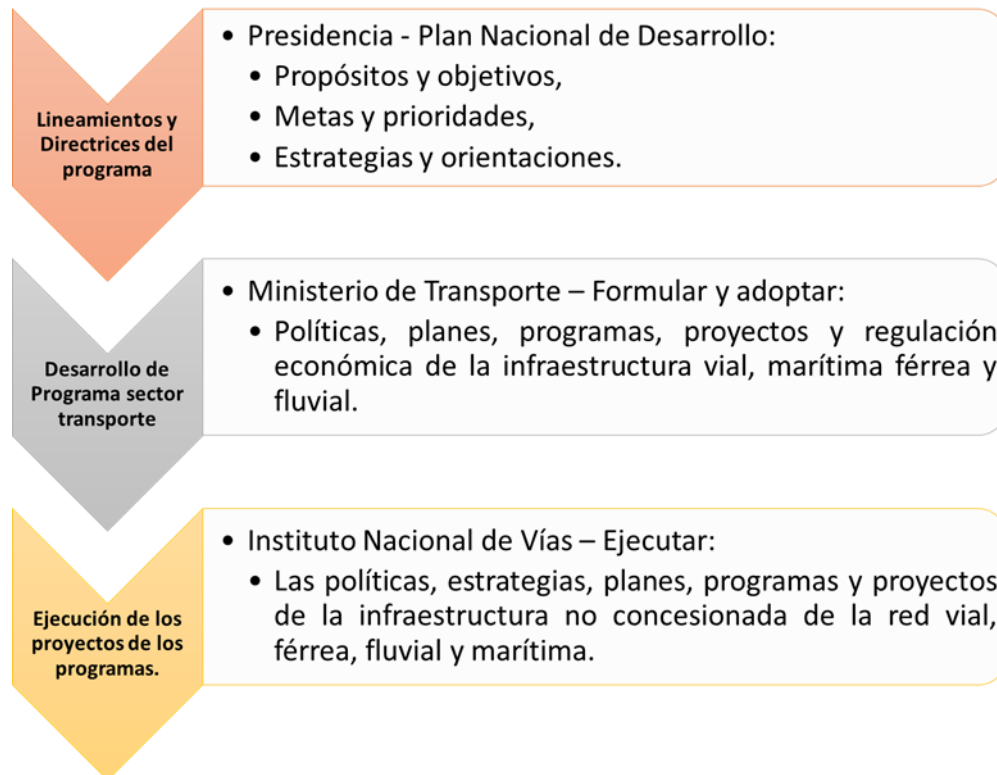 Lineamientos y
Directrices del
programa
• Presidencia - Plan Nacional de Desarrollo:
• Propósitos y objetivos,
• Metas y prioridades,
• Estrategias y orientaciones.
Desarrollo de
Programa sector
transporte
• Ministerio de Transporte – Formular y adoptar:
• Políticas, planes, programas, proyectos y regulación
económica de la infraestructura vial, marítima férrea y
fluvial.
Ejecución de los
proyectos de los
programas.
• Instituto Nacional de Vías – Ejecutar:
• Las políticas, estrategias, planes, programas y proyectos
de la infraestructura no concesionada de la red vial,
férrea, fluvial y marítima.